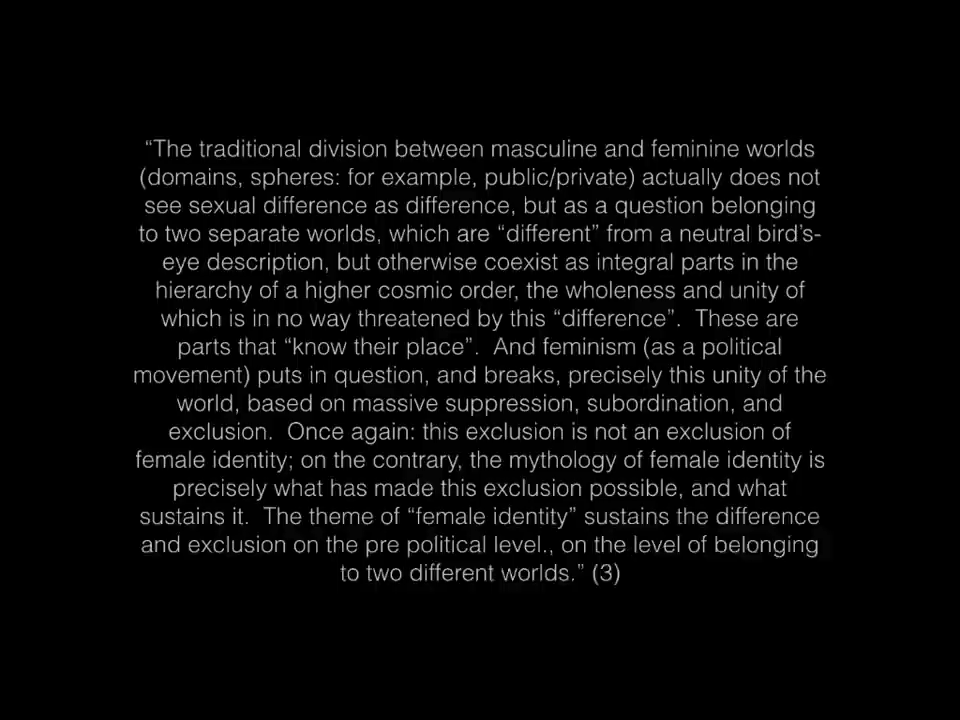 “The traditional division between masculine and feminine worlds
(domains, spheres: for example, public/private) actually does not
see sexual difference as difference, but as a question belonging
to two separate worlds, which are “different” from a neutral bird’s-
eye description, but otherwise coexist as integral parts in the
hierarchy of a higher cosmic order, the wholeness and unity of
which is in no way threatened by this “difference”.  These are
parts that “know their place”.  And feminism (as a political
movement) puts in question, and breaks, precisely this unity of the
world, based on massive suppression, subordination, and
exclusion.  Once again: this exclusion is not an exclusion of
female identity; on the contrary, the mythology of female identity is
precisely what has made this exclusion possible, and what
sustains it.  The theme of “female identity” sustains the difference
and exclusion on the pre political level., on the level of belonging
to two different worlds.” (3)